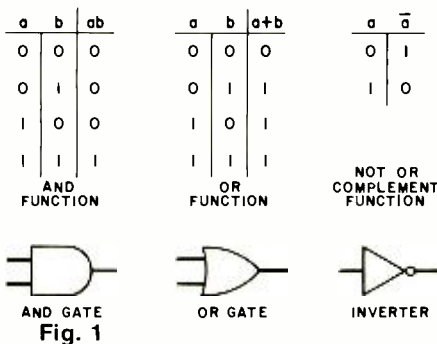 a b ab a b a+b a ā
0 0 0 0 0 0 0 1
0 1 0 0 1 1 1 0
1 0 0 1 0 1
1 1 1 1 1 1
AND FUNCTION
OR FUNCTION
NOT OR COMPLEMENT FUNCTION
AND GATE OR GATE INVERTER
Fig. 1